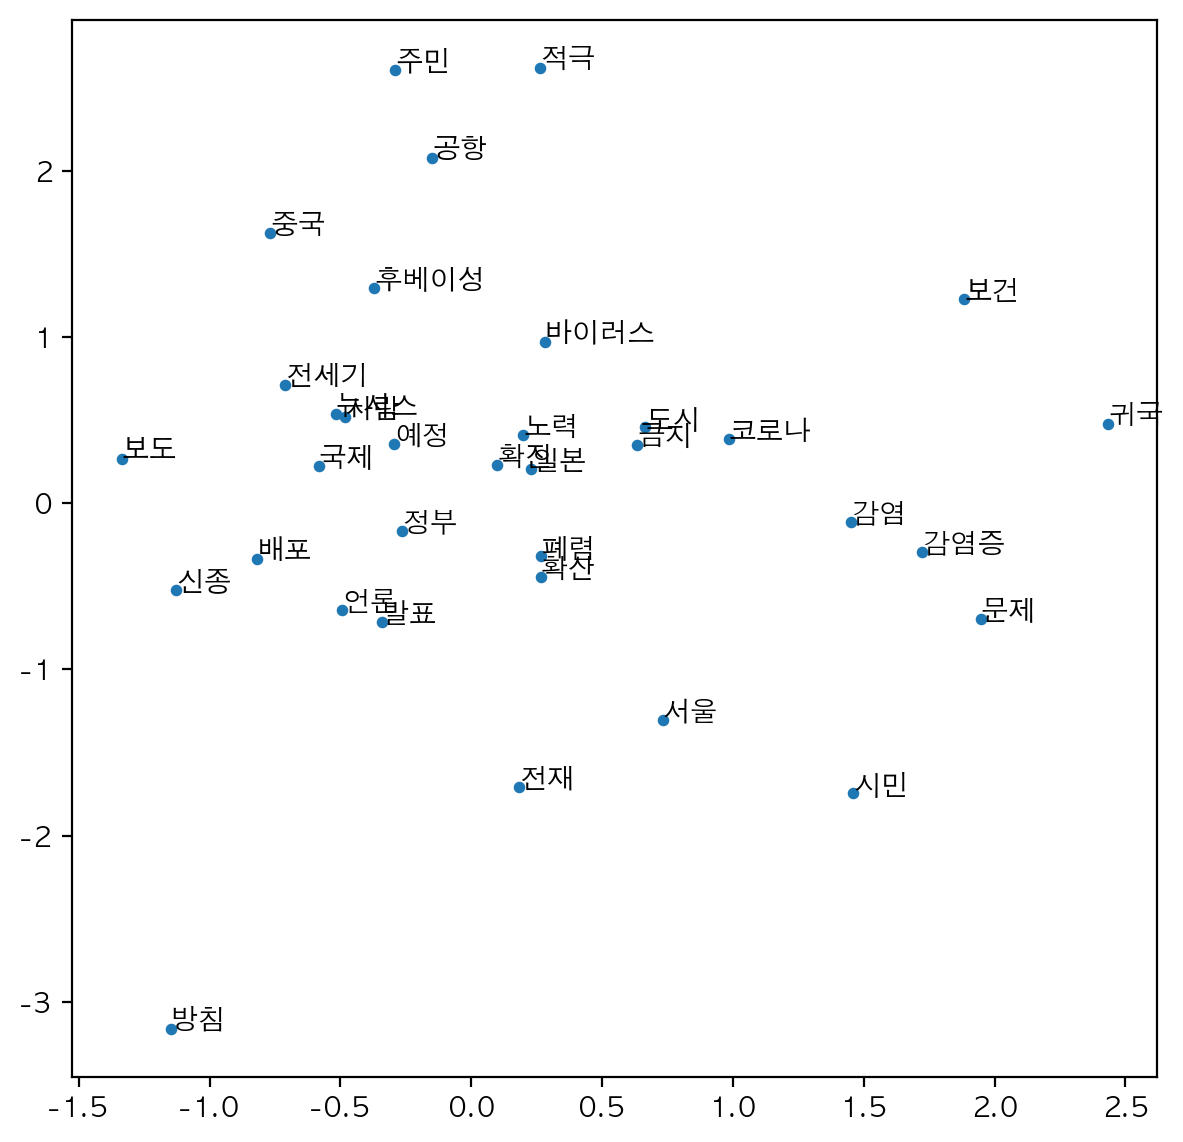 주민
적극
공항
2
중국
후베이성
보건
바이러스
1
전세기
뉴시스
사람
도시
귀국
노력
금지
코로나
예정
보도
국제
확진
일본
0
감염
정부
감염증
배포
폐렴
확산
신종
언론
발표
문제
-1
서울
전재
시민
-2
방침
-3
-1.5 -1.0 -0.5 0.0 0.5 1.0 1.5 2.0 2.5